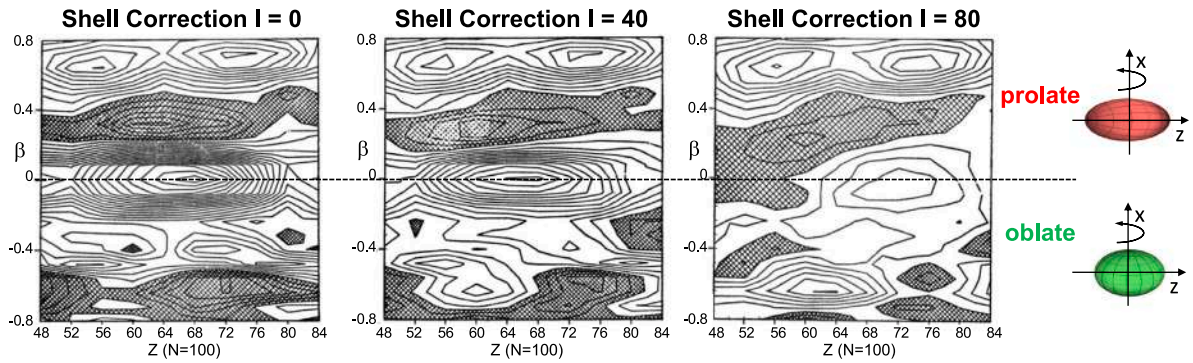 Shell Correction I = 0
Shell Correction I = 40
Shell Correction I = 80
0.8
0.4
β
0
-0.4
-0.8
48 52 56 60 64 68 72 76 80 84
Z (N=100)
0.8
0.4
β
0
-0.4
-0.8
48 52 56 60 64 68 72 76 80 84
Z (N=100)
0.8
0.4
β
0
-0.4
-0.8
48 52 56 60 64 68 72 76 80 84
Z (N=100)
prolate
X
Z
oblate
X
Z